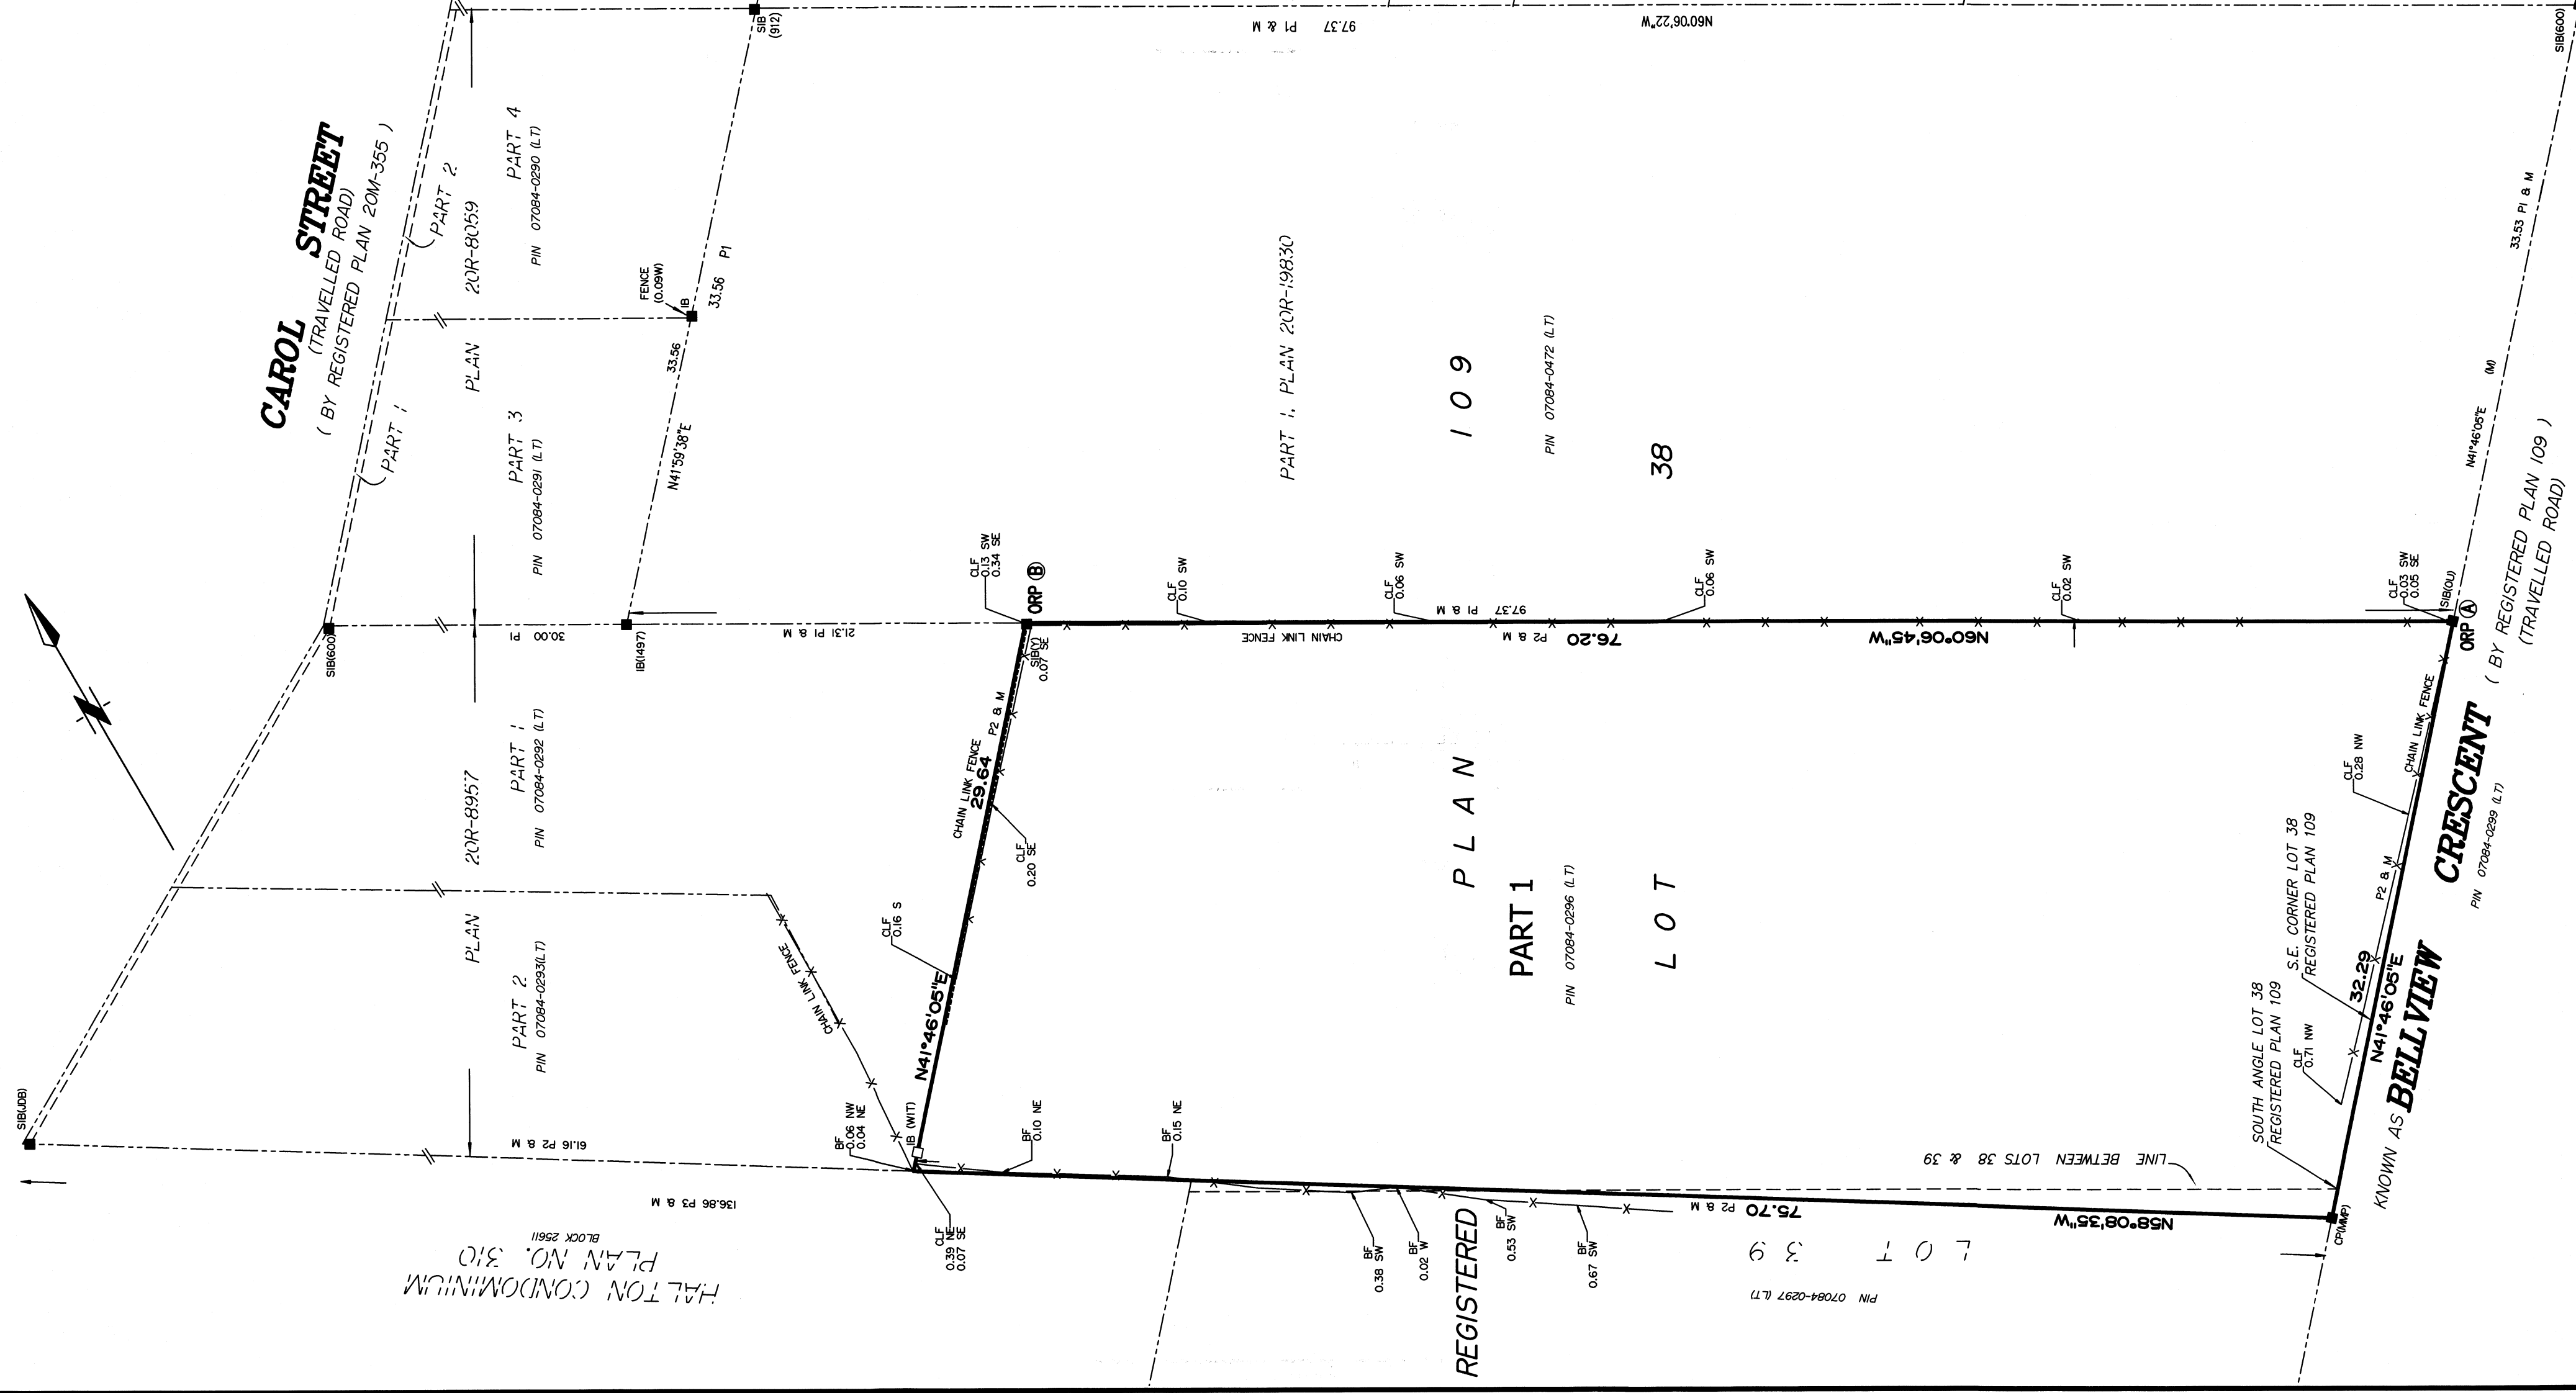 CAROL STREET
(TRAVELLED ROAD)
( BY REGISTERED PLAN 20M-355 )
PART 1
PART 2
PLAN 20R-8059
PART 4
PIN 07084-0290 (LT)
PART 3
PIN 07084-0291 (LT)
FENCE
(0.09W)
IB
33.56 P1
33.56
N41°59'38"E
SIB
(912)
97.37 P1 & M
N60°06'22"W
SIB(600)
33.53 P1 & M
(M)
N41°46'05"E
PART 1, PLAN 20R-19830
109
PIN 07084-0472 (LT)
38
SIB(600)
30.00 P1
IB(1497)
21.31 P1 & M
PLAN 20R-8957
PART 1
PIN 07084-0292 (LT)
PART 2
PIN 07084-0293(LT)
SIB(JDB)
61.16 P2 & M
136.86 P3 & M
HALTON CONDOMINIUM
PLAN NO. 310
BLOCK 25611
CHAIN LINK FENCE
CLF
0.13 SW
0.34 SE
ORP B
SIB(Y)
0.07 SE
CLF
0.10 SW
CLF
0.06 SW
CLF
0.06 SW
CLF
0.02 SW
CLF
0.03 SW
0.05 SE
SIB(OU)
ORP A
97.37 P1 & M
CHAIN LINK FENCE
P2 & M
76.20
N60°06'45"W
CHAIN LINK FENCE
29.64
P2 & M
CLF
0.20 SE
CLF
0.16 S
N41°46'05"E
IB (WIT)
BF
0.06 NW
0.04 NE
BF
0.10 NE
BF
0.15 NE
CLF
0.39 NE
0.07 SE
BF
0.38 SW
BF
0.02 W
BF
0.53 SW
BF
0.67 SW
P2 & M
75.70
N58°08'35"W
LINE BETWEEN LOTS 38 & 39
LOT 39
PIN 07084-0297 (LT)
CP(MMP)
REGISTERED
PLAN
PART 1
PIN 07084-0296 (LT)
LOT
SOUTH ANGLE LOT 38
REGISTERED PLAN 109
S.E. CORNER LOT 38
REGISTERED PLAN 109
CLF
0.71 NW
CLF
0.28 NW
CHAIN LINK FENCE
P2 & M
32.29
N41°46'05"E
KNOWN AS BELLVIEW CRESCENT ( BY REGISTERED PLAN 109 )
(TRAVELLED ROAD)
PIN 07084-0299 (LT)